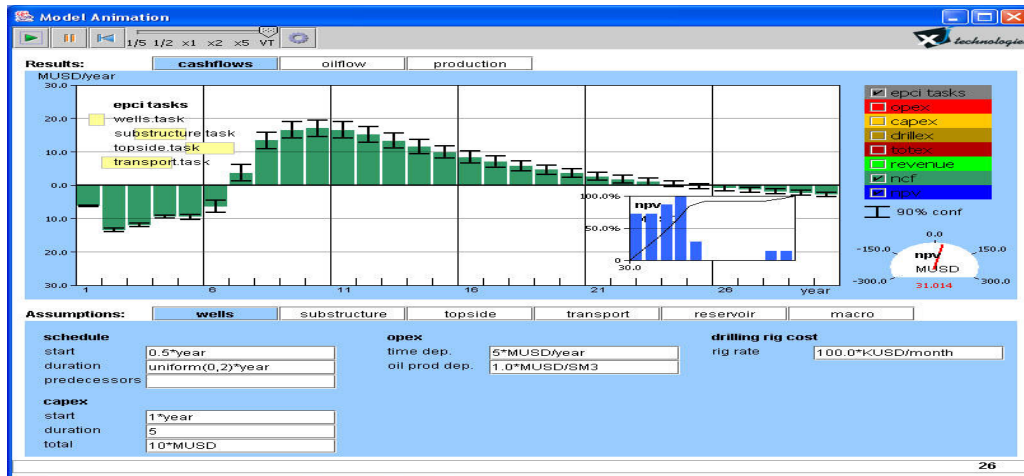 Model Animation
1/5 1/2 x1 x2 x5 VT
technologie
Results: cashflows oilflow production
MUSD/year
30.0
20.0
10.0
0.0
10.0
20.0
30.0
epci tasks
wells.task
substructure.task
topside.task
transport.task
1 6 11 16 21 26 year
100.0%
50.0%
0
30.0
npv
epci tasks
opex
capex
drillex
totex
revenue
ncf
npv
90% conf
0.0
-150.0 150.0
npv
MUSD
-300.0 300.0
31.014
Assumptions: wells substructure topside transport reservoir macro
schedule
start 0.5*year
duration uniform(0,2)*year
predecessors
capex
start 1*year
duration 5
total 10*MUSD
opex
time dep. 5*MUSD/year
oil prod dep. 1.0*MUSD/SM3
drilling rig cost
rig rate 100.0*KUSD/month
26